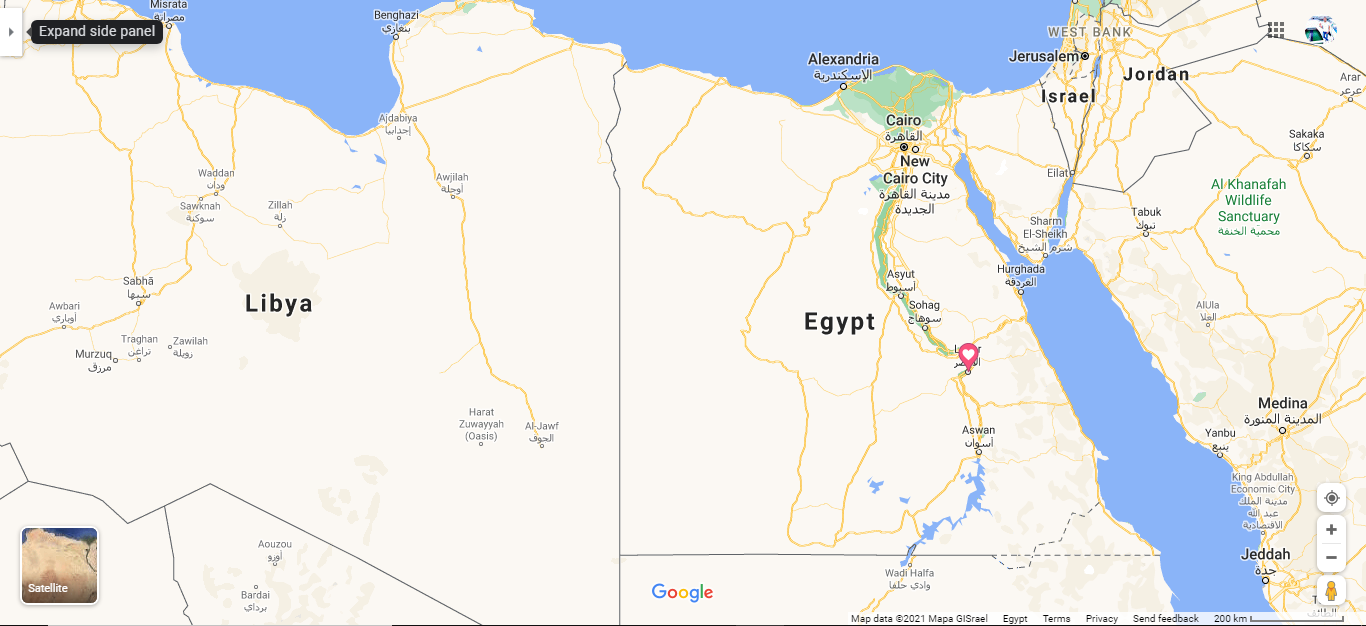 Misrata
مصراتة
Expand side panel
Benghazi
بنغازي
WEST BANK
Jerusalem
Jordan
Israel
Arar
عرعر
Alexandria
الإسكندرية
Ajdabiya
إجدابيا
Cairo
القاهرة
New
Cairo City
مدينة القاهرة
الجديدة
Sakaka
سكاكا
Eilat
Waddan
ودان
Awjilah
أوجلة
Al Khanafah
Wildlife
Sanctuary
محمية الخنفة
Sawknah
سوكنة
Zillah
زلة
Tabuk
تبوك
Sharm
El-Sheikh
شرم الشيخ
Hurghada
الغردقة
Asyut
أسيوط
Sabhā
سبها
Libya
Egypt
Sohag
سوهاج
Awbari
أوباري
AlUla
العلا
Traghan
تراغن
Zawilah
زويلة
Murzuq
مرزق
الأقصر
Medina
المدينة المنورة
Harat
Zuwayyah
(Oasis)
Al-Jawf
الجوف
Aswan
أسوان
Yanbu
ينبع
King Abdullah
Economic City
مدينة الملك
عبد الله
الاقتصادية
Jeddah
جدة
Aouzou
أوزو
Wadi Halfa
وادي حلفا
Bardai
برداي
Satellite
Google
الطائف
Map data ©2021 Mapa GISrael Egypt Terms Privacy Send feedback 200 km